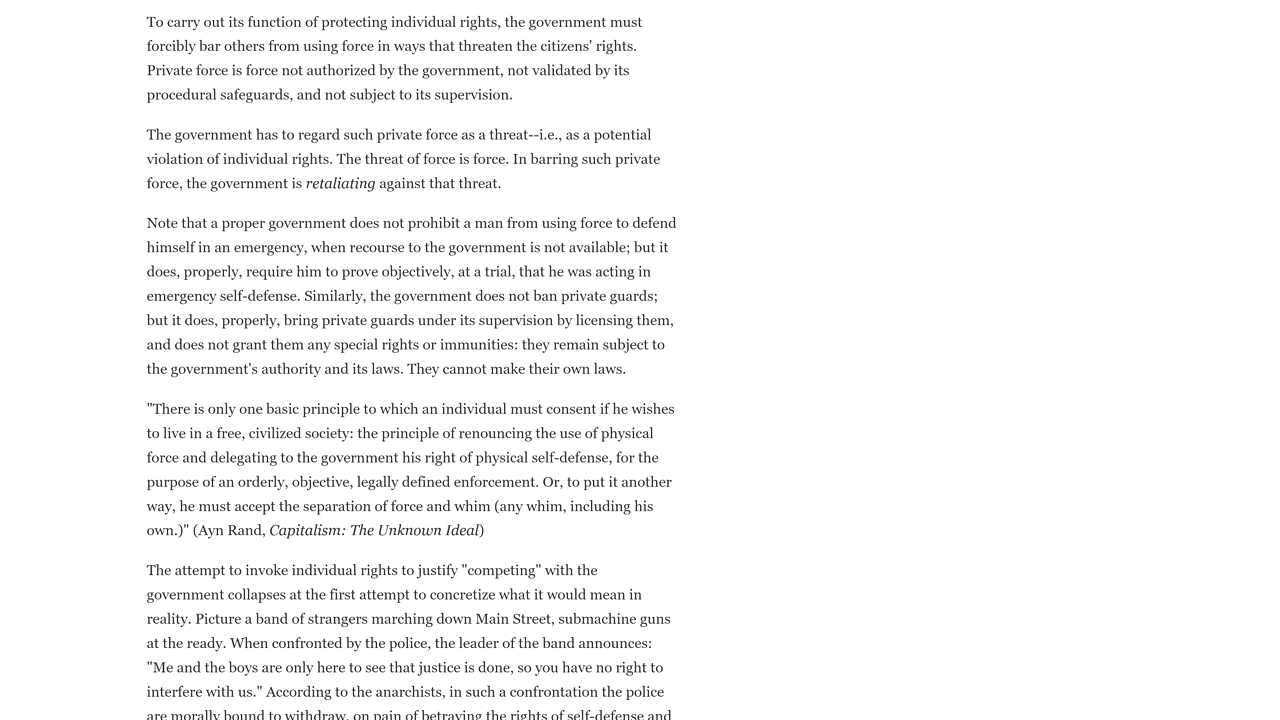 To carry out its function of protecting individual rights, the government must
forcibly bar others from using force in ways that threaten the citizens' rights.
Private force is force not authorized by the government, not validated by its
procedural safeguards, and not subject to its supervision.
The government has to regard such private force as a threat--i.e., as a potential
violation of individual rights. The threat of force is force. In barring such private
force, the government is retaliating against that threat.
Note that a proper government does not prohibit a man from using force to defend
himself in an emergency, when recourse to the government is not available; but it
does, properly, require him to prove objectively, at a trial, that he was acting in
emergency self-defense. Similarly, the government does not ban private guards;
but it does, properly, bring private guards under its supervision by licensing them,
and does not grant them any special rights or immunities: they remain subject to
the government's authority and its laws. They cannot make their own laws.
"There is only one basic principle to which an individual must consent if he wishes
to live in a free, civilized society: the principle of renouncing the use of physical
force and delegating to the government his right of physical self-defense, for the
purpose of an orderly, objective, legally defined enforcement. Or, to put it another
way, he must accept the separation of force and whim (any whim, including his
own.)" (Ayn Rand, Capitalism: The Unknown Ideal)
The attempt to invoke individual rights to justify "competing" with the
government collapses at the first attempt to concretize what it would mean in
reality. Picture a band of strangers marching down Main Street, submachine guns
at the ready. When confronted by the police, the leader of the band announces:
"Me and the boys are only here to see that justice is done, so you have no right to
interfere with us." According to the anarchists, in such a confrontation the police
are morally bound to withdraw, on pain of betraying the rights of self-defense and